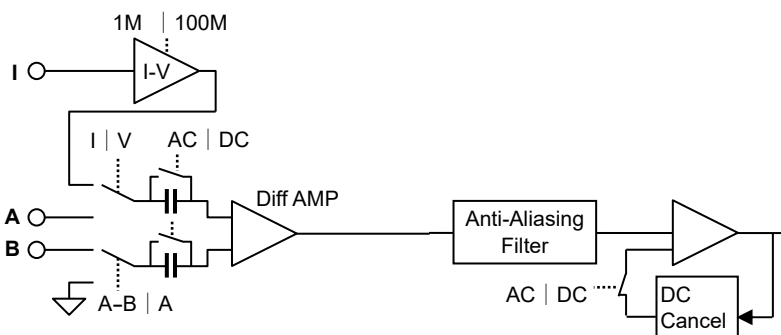 1M | 100M
I
I-V
I | V
AC | DC
A
Diff AMP
B
A–B | A
Anti-Aliasing
Filter
AC | DC
DC
Cancel